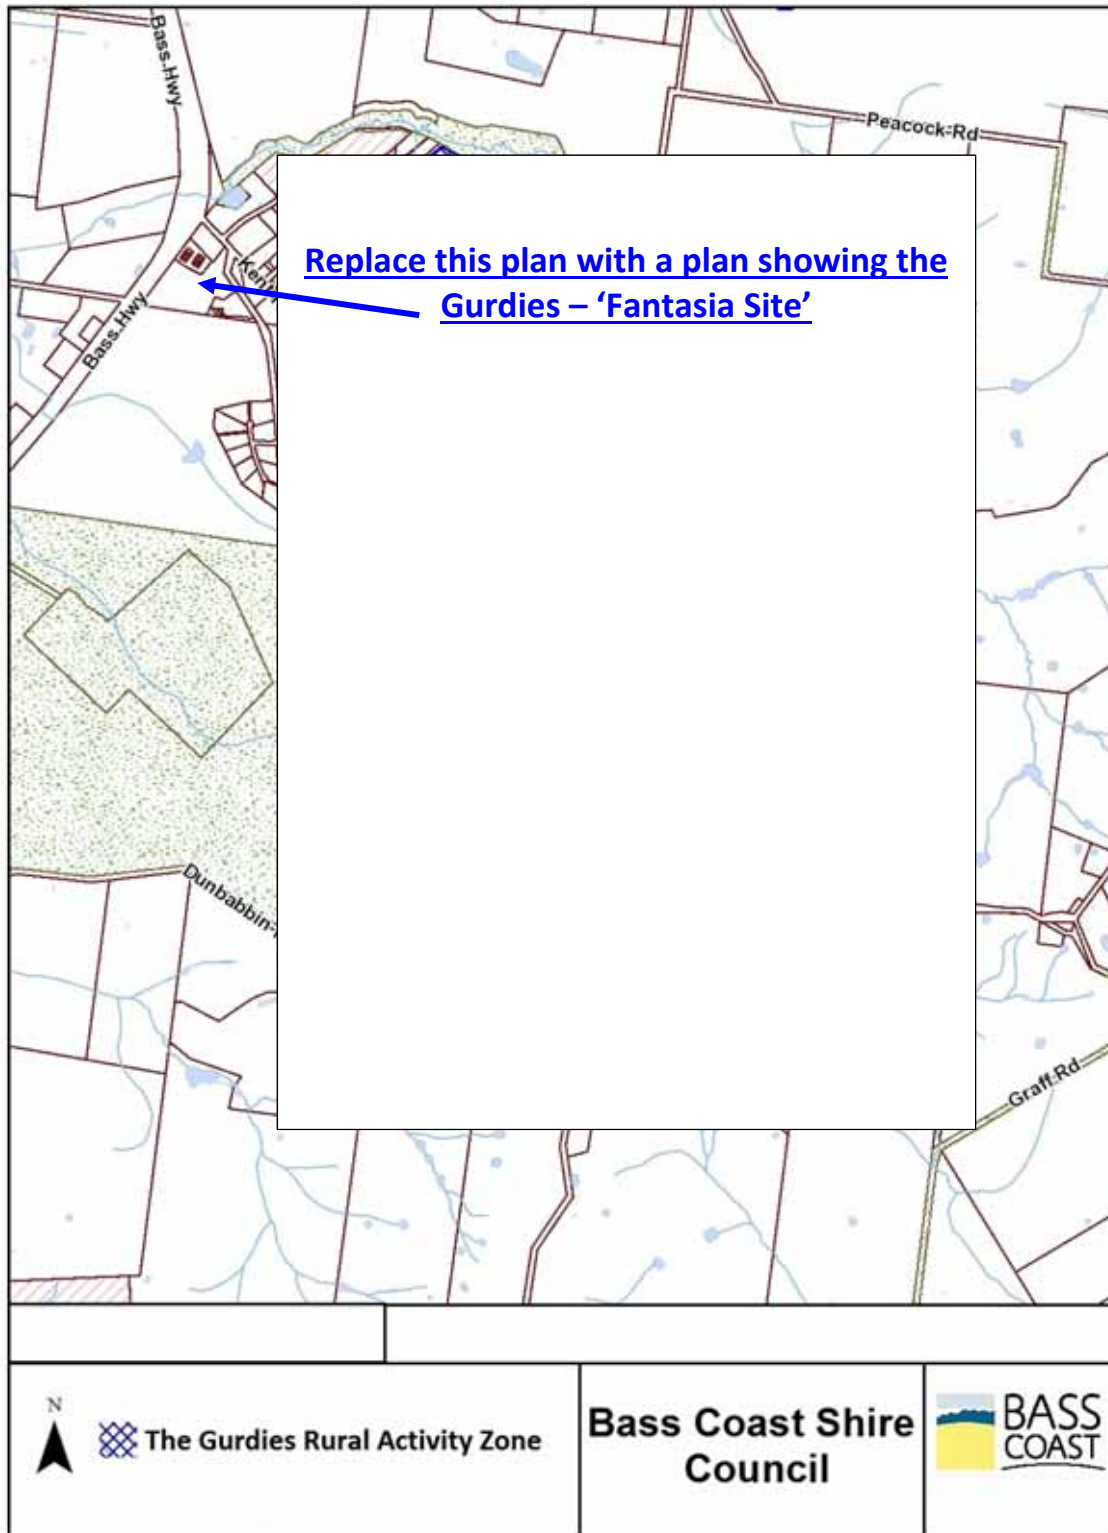 Bass Hwy
Peacock Rd
Replace this plan with a plan showing the
Gurdies – ‘Fantasia Site’
Bass Hwy
Dunbabbin
Graff Rd
N
The Gurdies Rural Activity Zone
Bass Coast Shire
Council
BASS
COAST